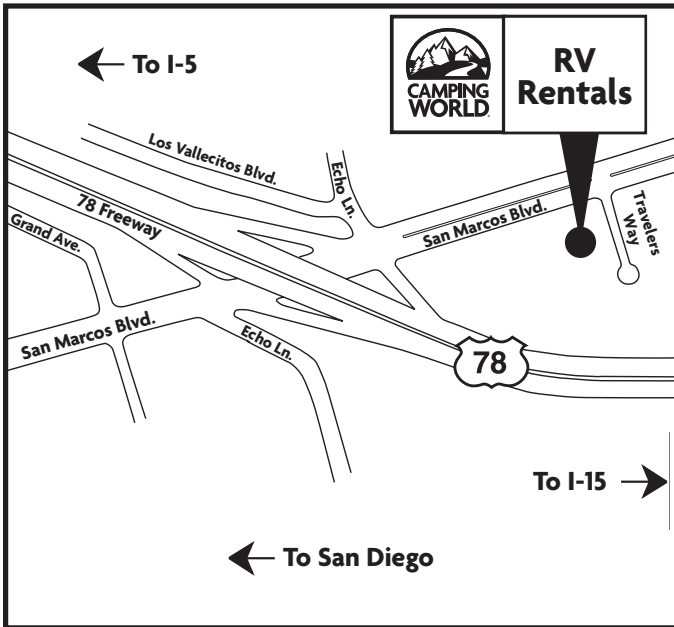 To I-5
CAMPING
WORLD
RV
Rentals
Los Vallecitos Blvd.
Echo Ln.
78 Freeway
San Marcos Blvd.
Travelers
Way
Grand Ave.
San Marcos Blvd.
Echo Ln.
78
To I-15
To San Diego